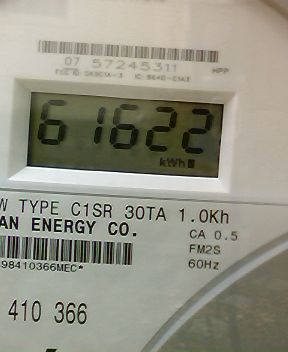 07 57245311
HPP
61622
kWh
W TYPE C1SR 30TA 1.0Kh
AN ENERGY CO.
CA 0.5
FM2S
60Hz
98410366MEC*
410 366